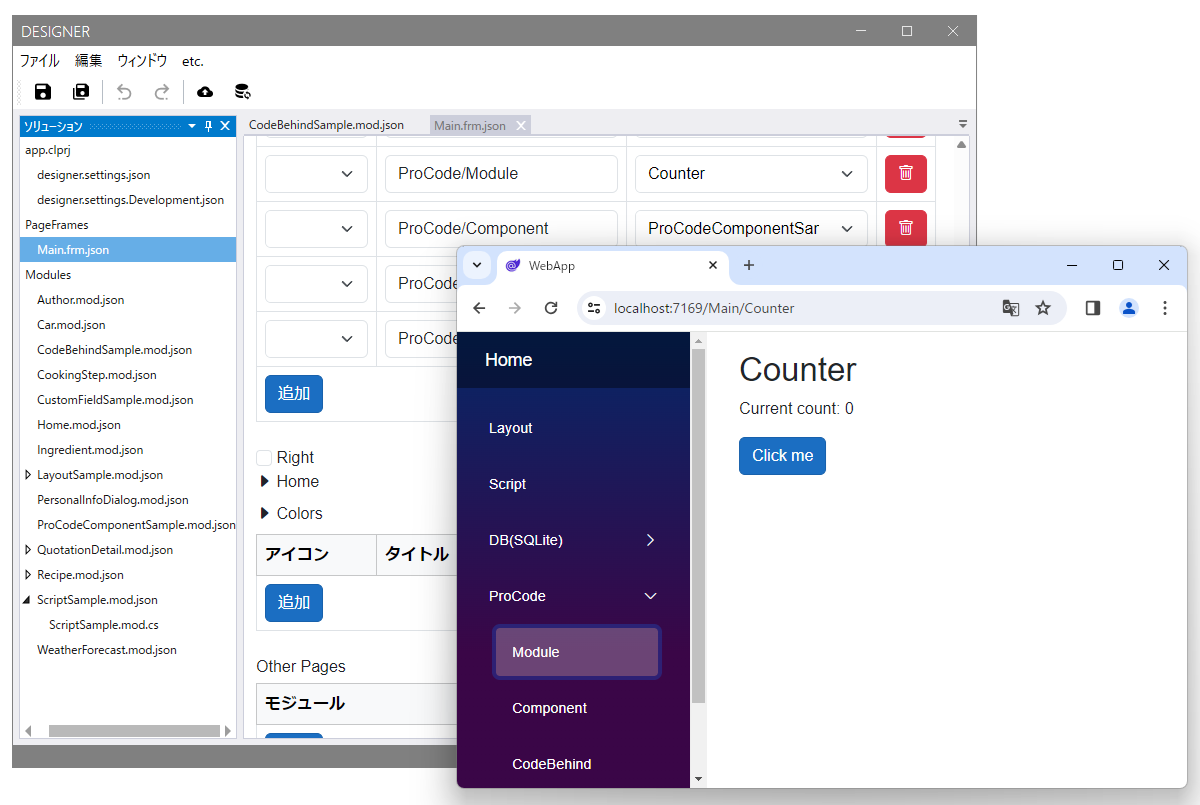 DESIGNER
ファイル 編集 ウィンドウ etc.
ソリューション
app.clprj
designer.settings.json
designer.settings.Development.json
PageFrames
Main.frm.json
Modules
Author.mod.json
Car.mod.json
CodeBehindSample.mod.json
CookingStep.mod.json
CustomFieldSample.mod.json
Home.mod.json
Ingredient.mod.json
LayoutSample.mod.json
PersonalInfoDialog.mod.json
ProCodeComponentSample.mod.json
QuotationDetail.mod.json
Recipe.mod.json
ScriptSample.mod.json
ScriptSample.mod.cs
WeatherForecast.mod.json
CodeBehindSample.mod.json Main.frm.json
ProCode/Module Counter
ProCode/Component ProCodeComponentSar
ProCode
ProCode
追加
Right
Home
Colors
アイコン タイトル
追加
Other Pages
モジュール
WebApp
localhost:7169/Main/Counter
Home
Layout
Script
DB(SQLite)
ProCode
Module
Component
CodeBehind
Counter
Current count: 0
Click me